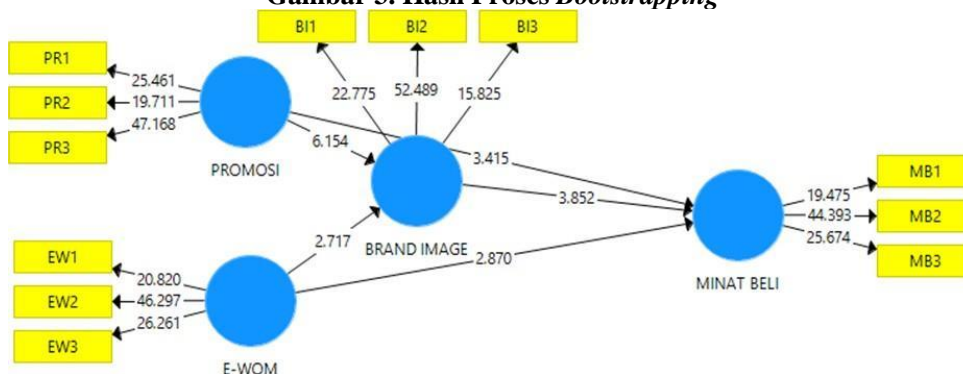 Gambar 3. Hasil Proses Bootstrapping
BI1
BI2
BI3
PR1
PR2
PR3
25.461
19.711
47.168
22.775
52.489
15.825
PROMOSI
6.154
3.415
BRAND IMAGE
3.852
2.717
2.870
MB1
MB2
MB3
19.475
44.393
25.674
MINAT BELI
EW1
EW2
EW3
20.820
46.297
26.261
E-WOM